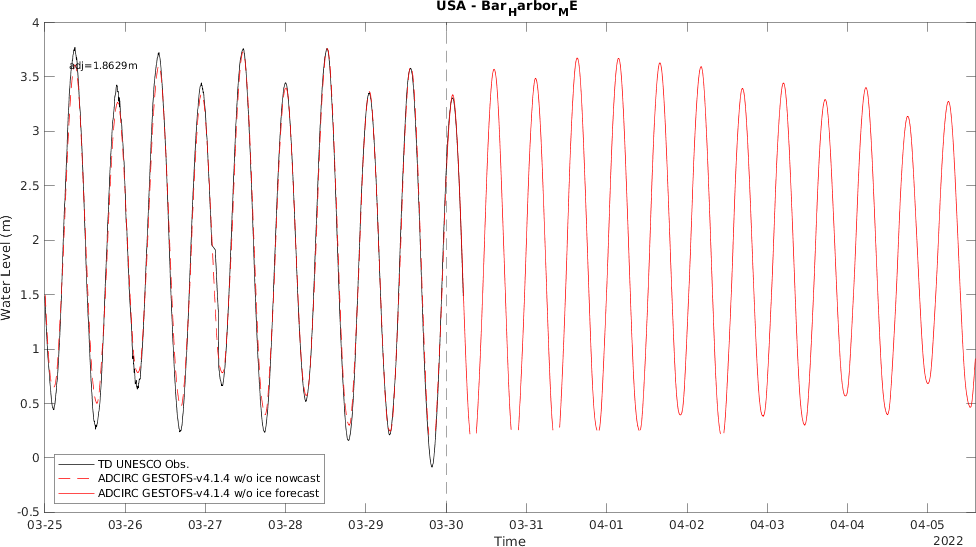 USA - BarHarborME
4
3.5
3
2.5
2
1.5
1
0.5
0
-0.5
Water Level (m)
adj=1.8629m
TD UNESCO Obs.
ADCIRC GESTOFS-v4.1.4 w/o ice nowcast
ADCIRC GESTOFS-v4.1.4 w/o ice forecast
03-25 03-26 03-27 03-28 03-29 03-30 03-31 04-01 04-02 04-03 04-04 04-05
Time
2022